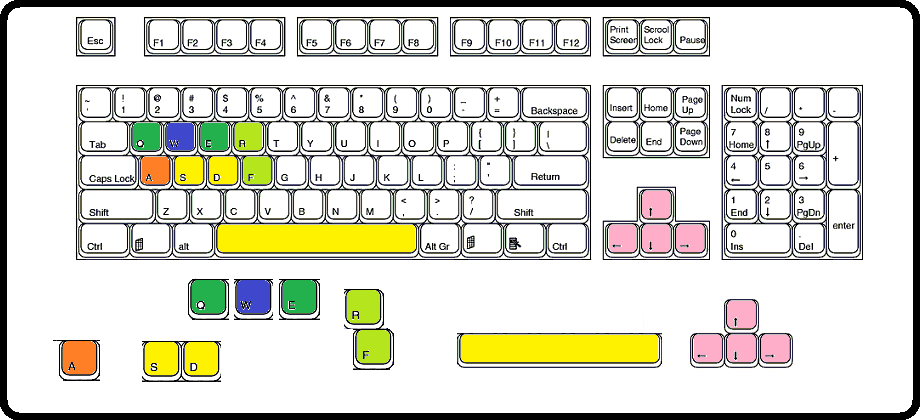 Esc F1 F2 F3 F4 F5 F6 F7 F8 F9 F10 F11 F12 Print Screen Scrool Lock Pause
~ ! @ # $ % ^ & * ( ) _ +
' 1 2 3 4 5 6 7 8 9 0 - = Backspace Insert Home Page Up Num Lock / * -
Tab Q W E R T Y U I O P { [ } ] | \ Delete End Page Down 7 Home 8 ↑ 9 PgUp +
Caps Lock A S D F G H J K L : ; " ' Return 4 ← 5 6 →
Shift Z X C V B N M < , > . ? / Shift ↑ 1 End 2 ↓ 3 PgDn enter
Ctrl alt Alt Gr Ctrl ← ↓ → 0 Ins . Del
Q W E R ↑
A S D F ← ↓ →